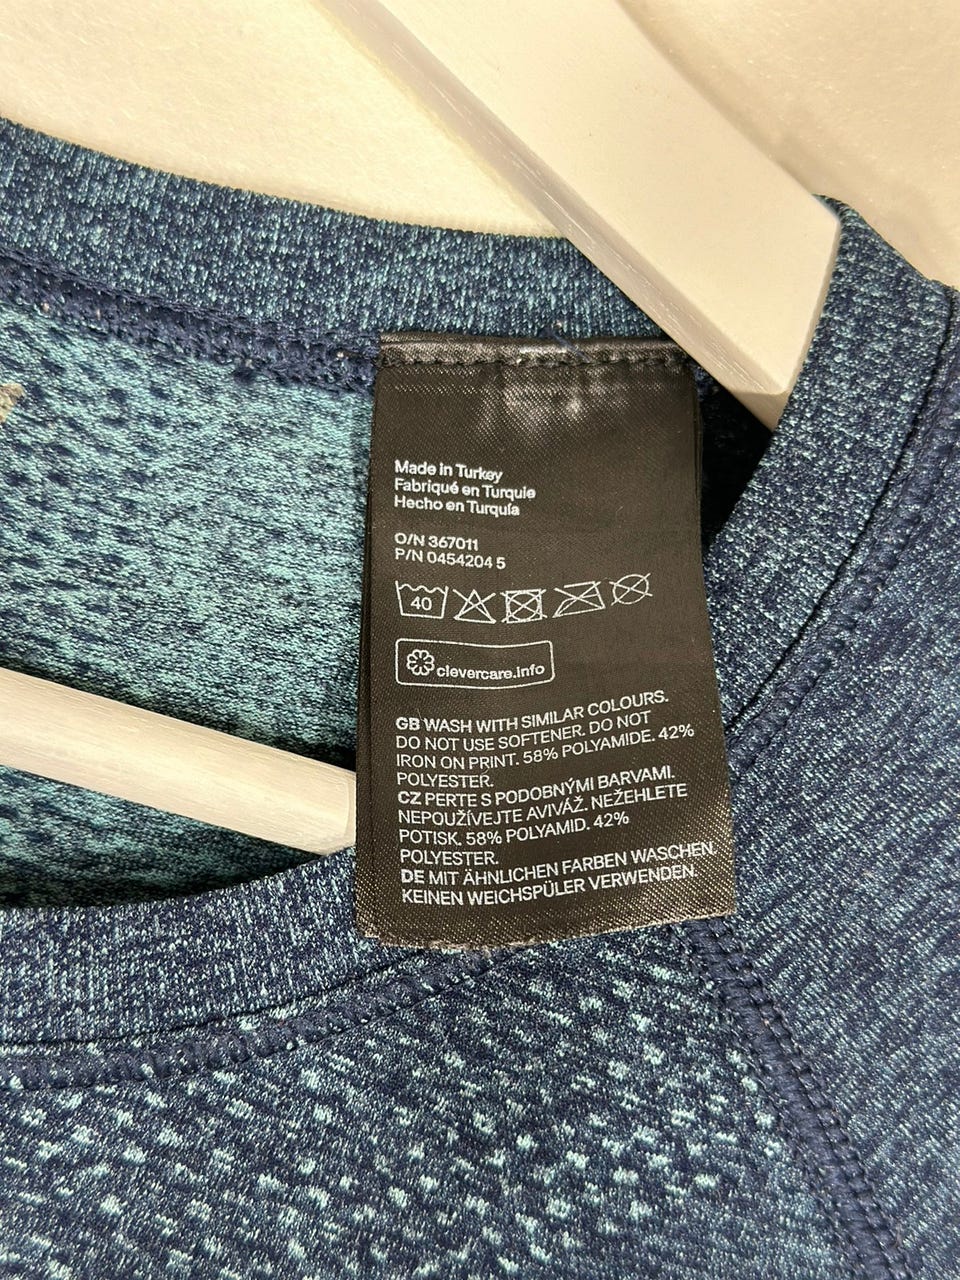 Made in Turkey
Fabriqué en Turquie
Hecho en Turquía
O/N 367011
P/N 0454204 5
40
clevercare.info
GB WASH WITH SIMILAR COLOURS.
DO NOT USE SOFTENER. DO NOT
IRON ON PRINT. 58% POLYAMIDE. 42%
POLYESTER.
CZ PERTE S PODOBNÝMI BARVAMI.
NEPOUŽÍVEJTE AVIVÁŽ. NEŽEHLETE
POTISK. 58% POLYAMID. 42%
POLYESTER.
DE MIT ÄHNLICHEN FARBEN WASCHEN
KEINEN WEICHSPÜLER VERWENDEN.